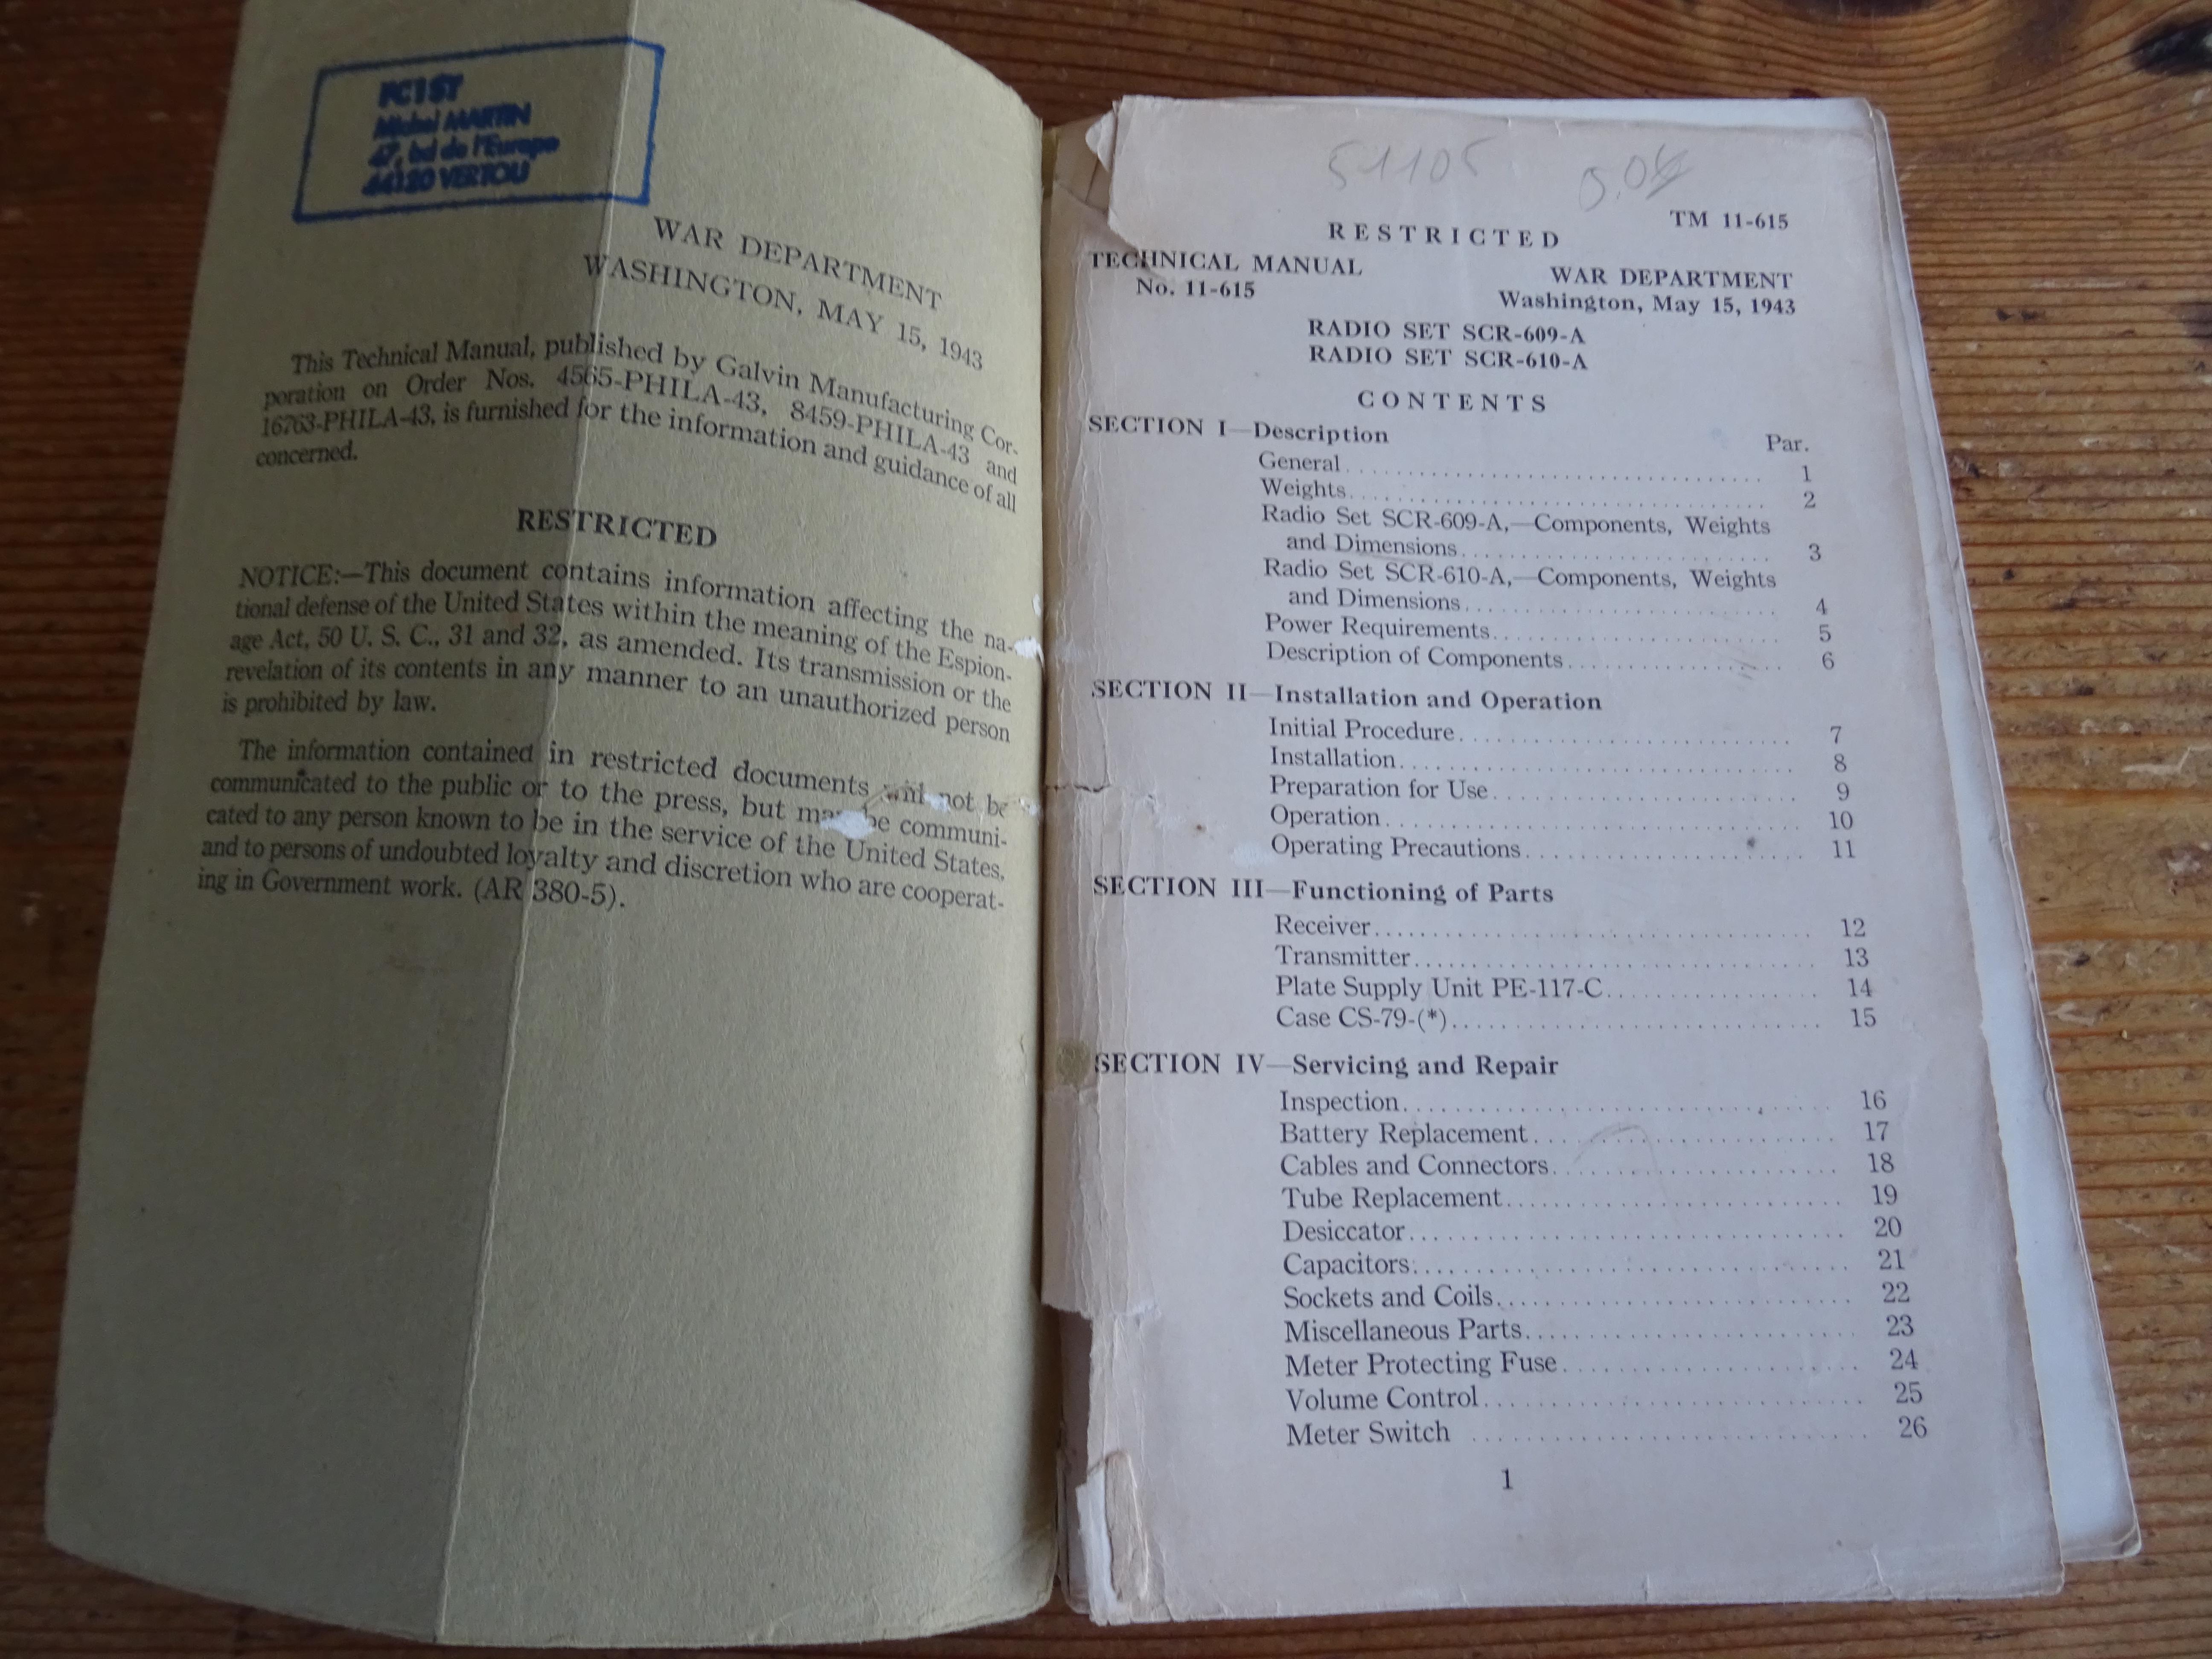 FC1ST
Michel MARTIN
47, bd de l'Europe
44120 VERTOU
WAR DEPARTMENT
WASHINGTON, MAY 15, 1943
This Technical Manual, published by Galvin Manufacturing Cor-
poration on Order Nos. 4565-PHILA-43, 8459-PHILA-43 and
16763-PHILA-43, is furnished for the information and guidance of all
concerned.
RESTRICTED
NOTICE:—This document contains information affecting the na-
tional defense of the United States within the meaning of the Espion-
age Act, 50 U. S. C., 31 and 32, as amended. Its transmission or the
revelation of its contents in any manner to an unauthorized person
is prohibited by law.
The information contained in restricted documents will not be
communicated to the public or to the press, but may be communi-
cated to any person known to be in the service of the United States,
and to persons of undoubted loyalty and discretion who are cooperat-
ing in Government work. (AR 380-5).
51105
TM 11-615
RESTRICTED
TECHNICAL MANUAL
No. 11-615
WAR DEPARTMENT
Washington, May 15, 1943
RADIO SET SCR-609-A
RADIO SET SCR-610-A
CONTENTS
SECTION I—Description
Par.
General 1
Weights 2
Radio Set SCR-609-A,—Components, Weights
and Dimensions 3
Radio Set SCR-610-A,—Components, Weights
and Dimensions 4
Power Requirements 5
Description of Components 6
SECTION II—Installation and Operation
Initial Procedure 7
Installation 8
Preparation for Use 9
Operation 10
Operating Precautions 11
SECTION III—Functioning of Parts
Receiver 12
Transmitter 13
Plate Supply Unit PE-117-C 14
Case CS-79-(*) 15
SECTION IV—Servicing and Repair
Inspection 16
Battery Replacement 17
Cables and Connectors 18
Tube Replacement 19
Desiccator 20
Capacitors 21
Sockets and Coils 22
Miscellaneous Parts 23
Meter Protecting Fuse 24
Volume Control 25
Meter Switch 26
1